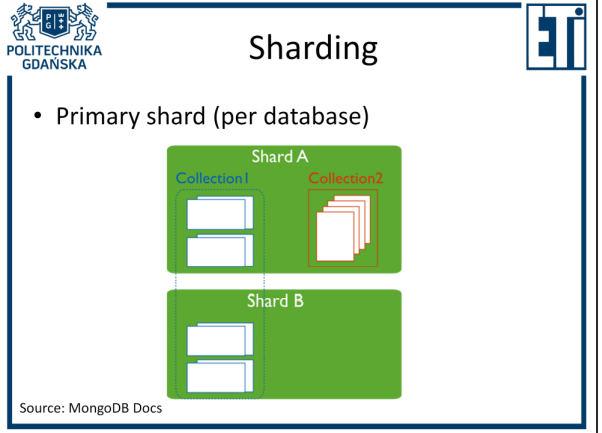 P G
POLITECHNIKA
GDAŃSKA
Sharding
ETI
• Primary shard (per database)
Shard A
Collection1
Collection2
Shard B
Source: MongoDB Docs